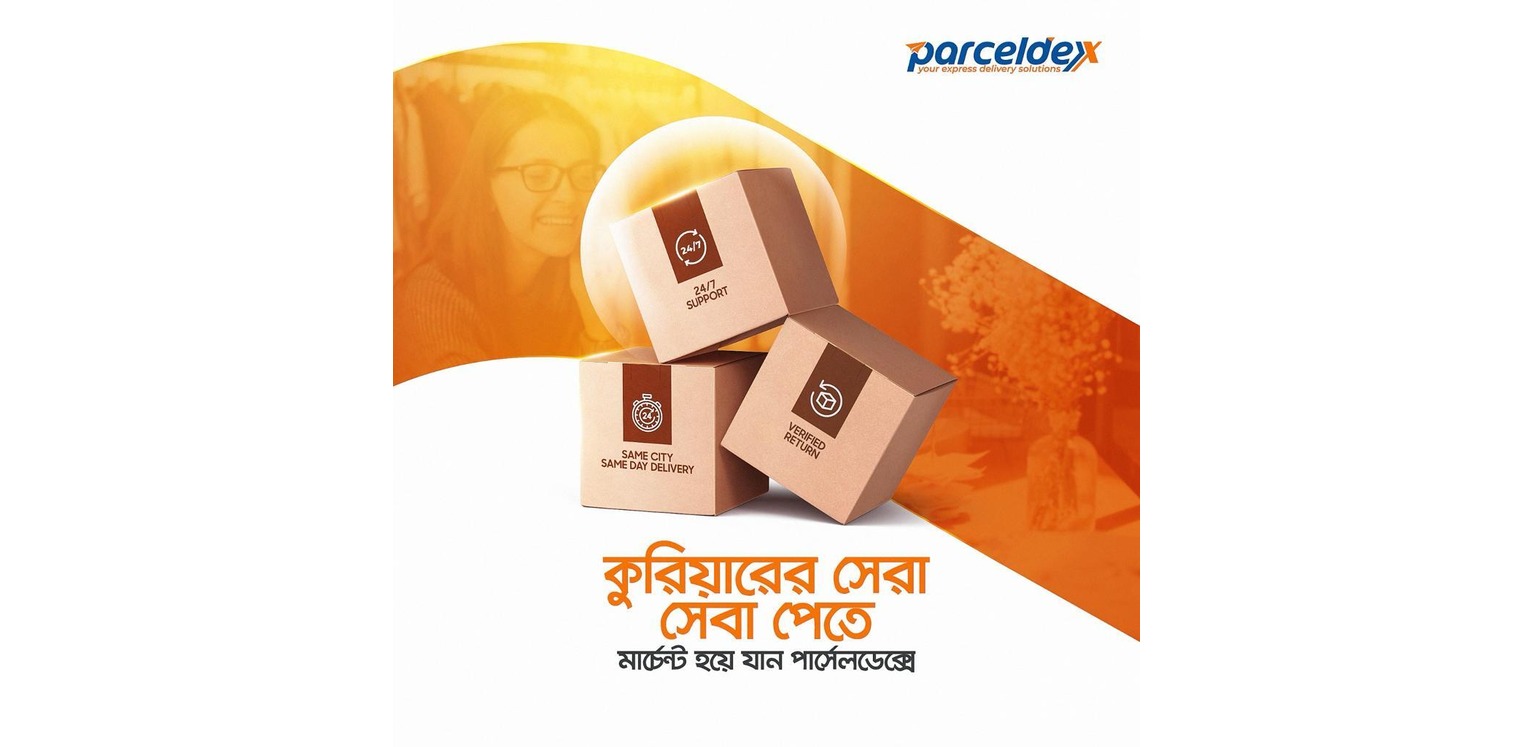 parceldex
your express delivery solutions
24/7
24/7
SUPPORT
24
SAME CITY
SAME DAY DELIVERY
VERIFIED
RETURN
কুরিয়ারের সেরা
সেবা পেতে
মার্চেন্ট হয়ে যান পার্সেলডেক্সে